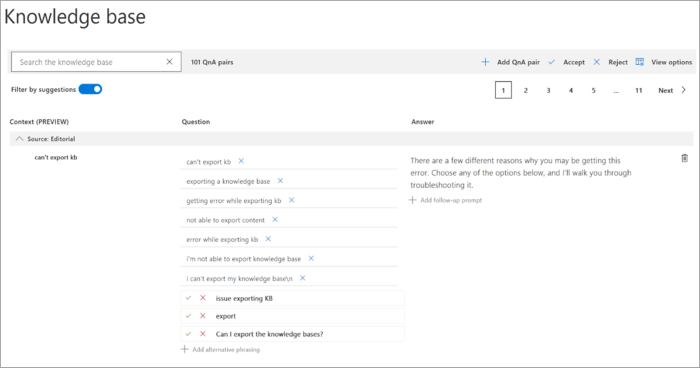 Knowledge base
Search the knowledge base
101 QnA pairs
Add QnA pair
Accept
Reject
View options
Filter by suggestions
1 2 3 4 5 ... 11 Next
Context (PREVIEW) Question Answer
Source: Editorial
can't export kb
can't export kb
exporting a knowledge base
getting error while exporting kb
not able to export content
error while exporting kb
i'm not able to export knowledge base
i can't export my knowledge base\n
issue exporting KB
export
Can I export the knowledge bases?
Add alternative phrasing
There are a few different reasons why you may be getting this
error. Choose any of the options below, and I'll walk you through
troubleshooting it.
Add follow-up prompt